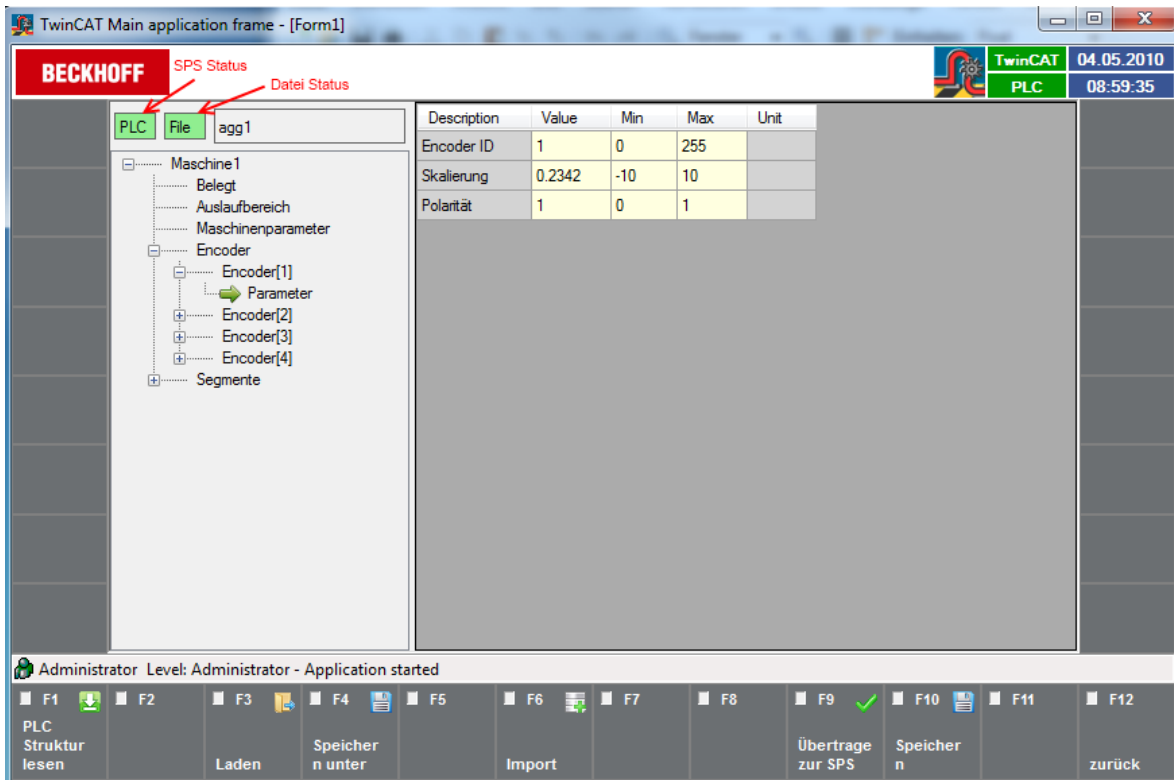 TwinCAT Main application frame - [Form1]
BECKHOFF
SPS Status
Datei Status
TwinCAT
PLC
04.05.2010
08:59:35
PLC
File
agg1
Maschine1
Belegt
Auslaufbereich
Maschinenparameter
Encoder
Encoder[1]
Parameter
Encoder[2]
Encoder[3]
Encoder[4]
Segmente
Description Value Min Max Unit
Encoder ID 1 0 255
Skalierung 0.2342 -10 10
Polarität 1 0 1
Administrator Level: Administrator - Application started
F1 F2 F3 F4 F5 F6 F7 F8 F9 F10 F11 F12
PLC
Struktur
lesen
Laden
Speicher
n unter
Import
Übertrage
zur SPS
Speicher
n
zurück